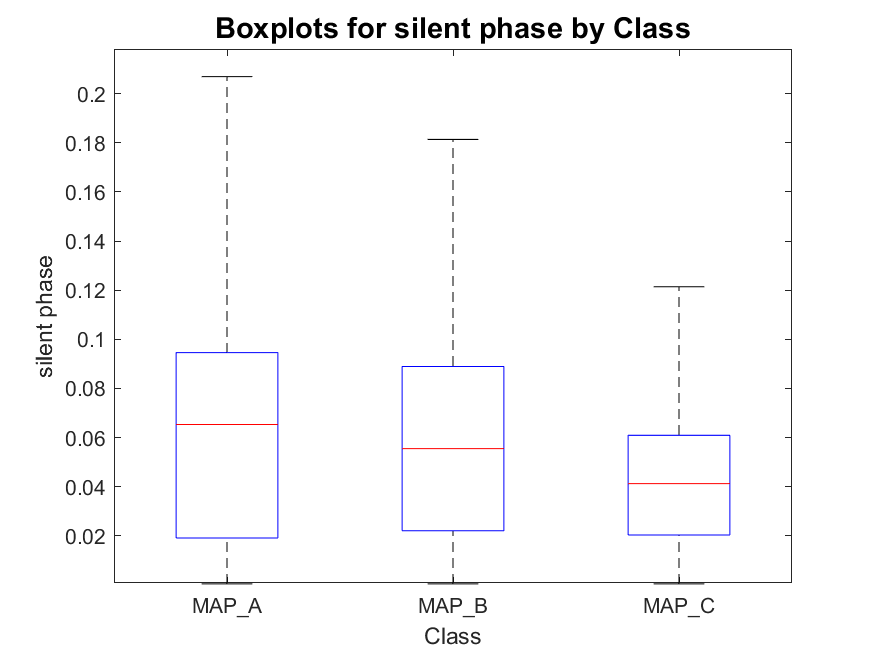 Boxplots for silent phase by Class
silent phase
0.2
0.18
0.16
0.14
0.12
0.1
0.08
0.06
0.04
0.02
MAP_A MAP_B MAP_C
Class